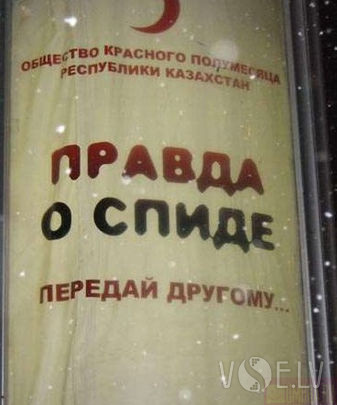 ОБЩЕСТВО КРАСНОГО ПОЛУМЕСЯЦА
РЕСПУБЛИКИ КАЗАХСТАН
ПРАВДА
О СПИДЕ
ПЕРЕДАЙ ДРУГОМУ...
VSE.LV